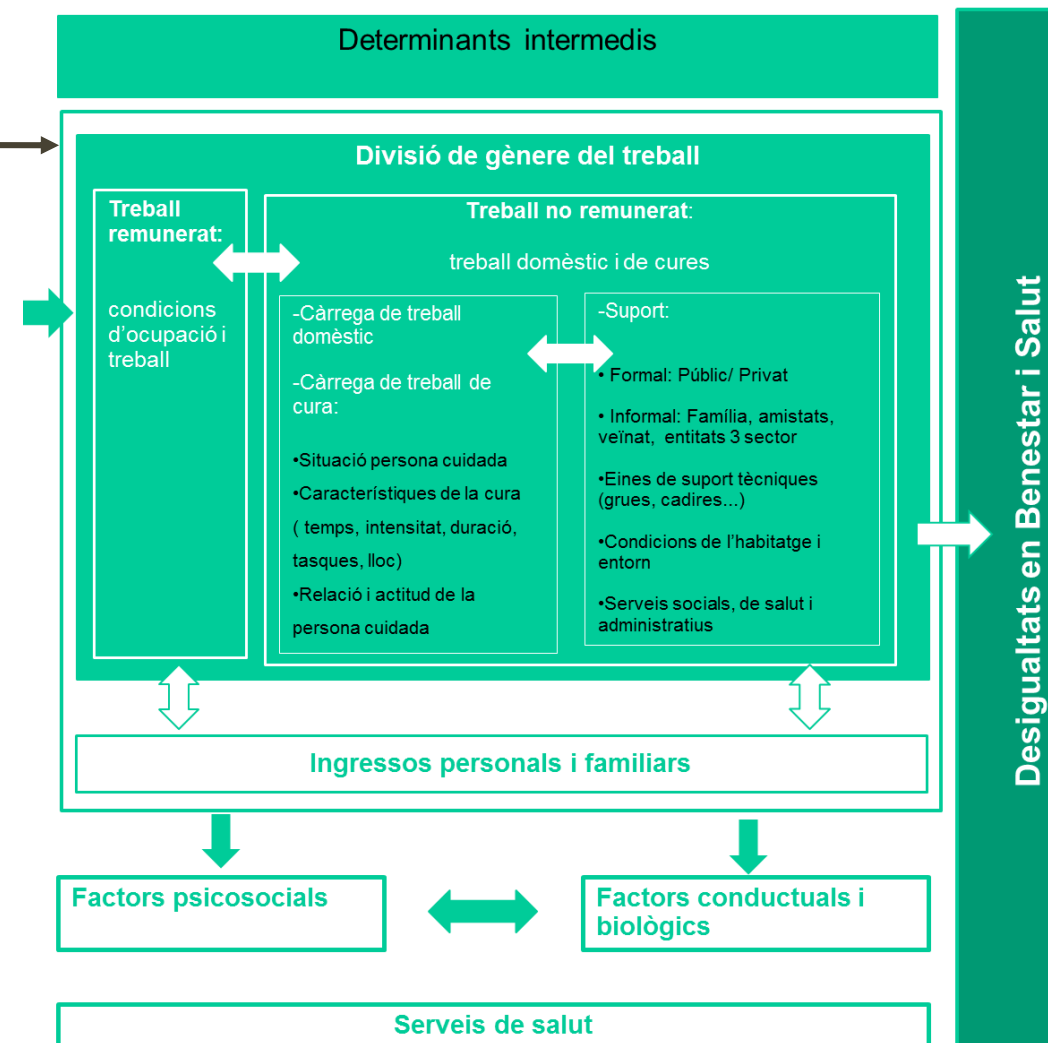 Determinants intermedis
Divisió de gènere del treball
Treball
remunerat:
condicions
d'ocupació i
treball
Treball no remunerat:
treball domèstic i de cures
-Càrrega de treball
domèstic
-Càrrega de treball de
cura:
•Situació persona cuidada
•Característiques de la cura
( temps, intensitat, duració,
tasques, lloc)
•Relació i actitud de la
persona cuidada
-Suport:
• Formal: Públic/ Privat
• Informal: Família, amistats,
veïnat, entitats 3 sector
•Eines de suport tècniques
(grues, cadires...)
•Condicions de l'habitatge i
entorn
•Serveis socials, de salut i
administratius
Ingressos personals i familiars
Factors psicosocials
Factors conductuals i
biològics
Serveis de salut
Desigualtats en Benestar i Salut